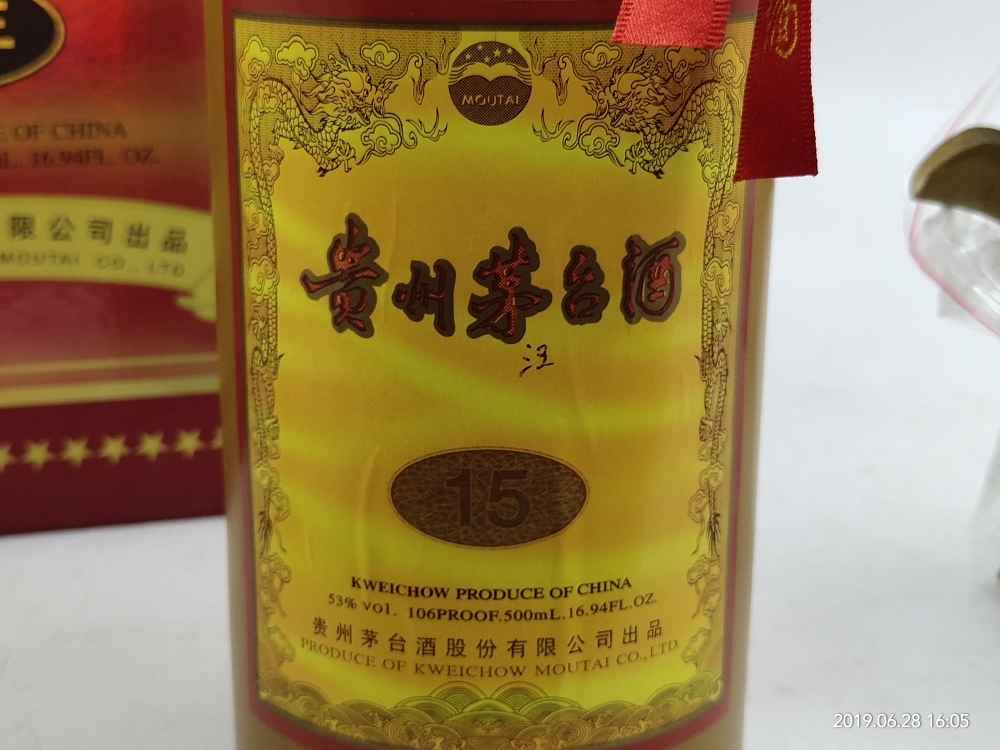 MOUTAI
贵州茅台酒
汪
15
KWEICHOW PRODUCE OF CHINA
53% vol. 106PROOF.500mL.16.94FL.OZ.
贵州茅台酒股份有限公司出品
PRODUCE OF KWEICHOW MOUTAI CO.,LTD.
酒
OF CHINA
16.94FL. OZ.
限公司出品
MOUTAI CO., LTD
2019.06.28 16:05